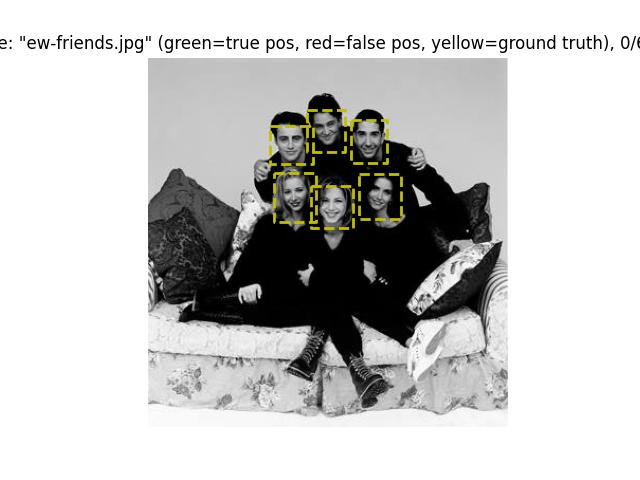 e: "ew-friends.jpg" (green=true pos, red=false pos, yellow=ground truth), 0/6